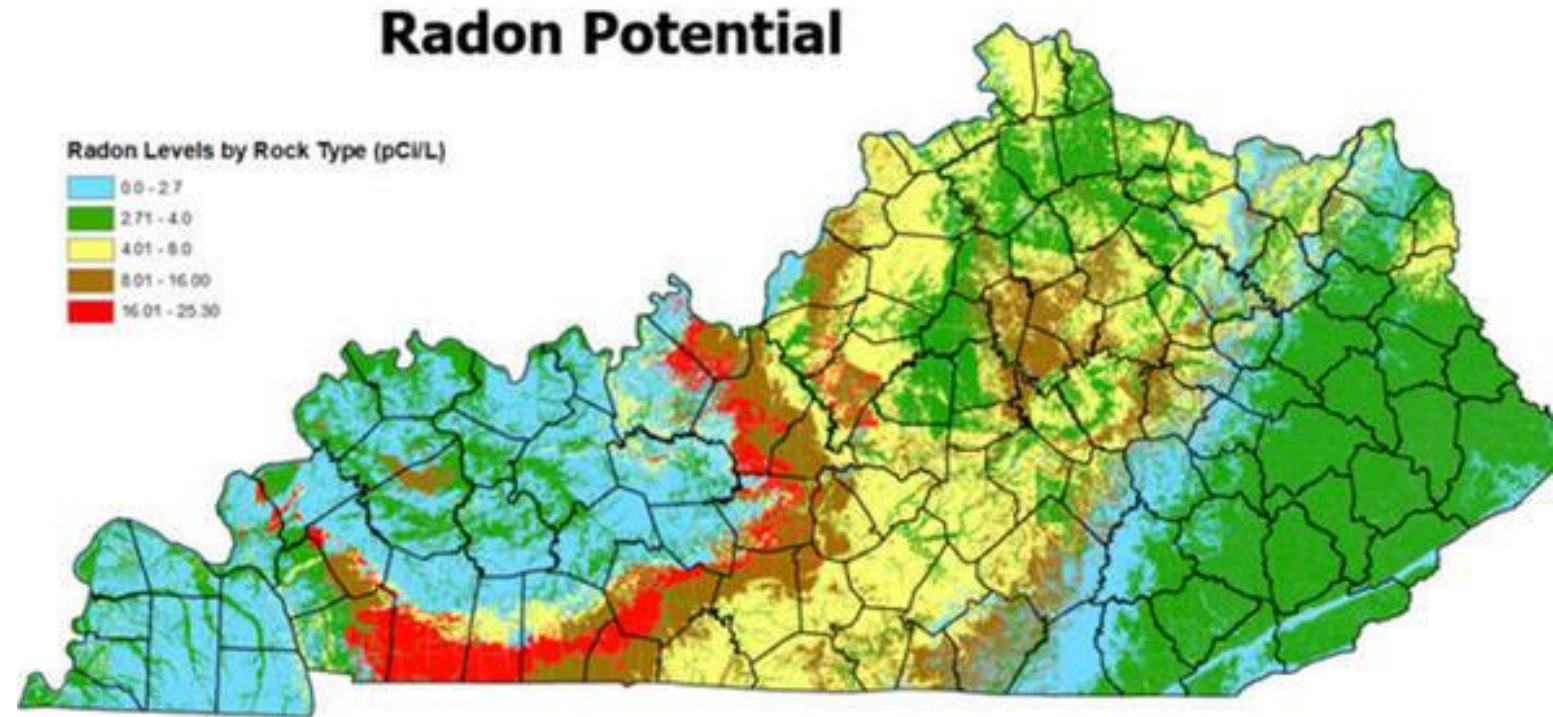 Radon Potential
Radon Levels by Rock Type (pCi/L)
0.0 - 2.7
2.71 - 4.0
4.01 - 8.0
8.01 - 16.00
16.01 - 25.30